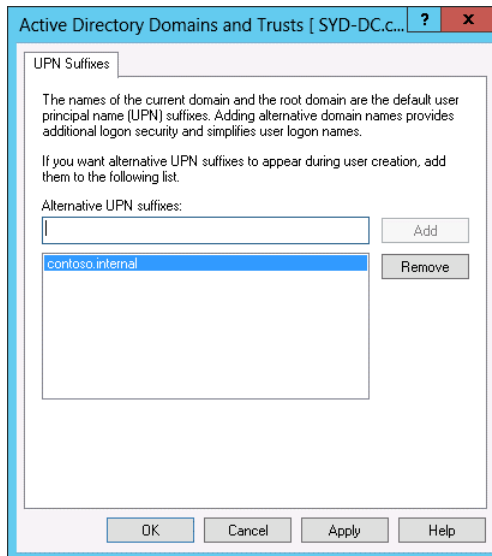 Active Directory Domains and Trusts [ SYD-DC.c...
?
x
UPN Suffixes
The names of the current domain and the root domain are the default user
principal name (UPN) suffixes. Adding alternative domain names provides
additional logon security and simplifies user logon names.
If you want alternative UPN suffixes to appear during user creation, add
them to the following list.
Alternative UPN suffixes:
Add
contoso.internal
Remove
OK
Cancel
Apply
Help